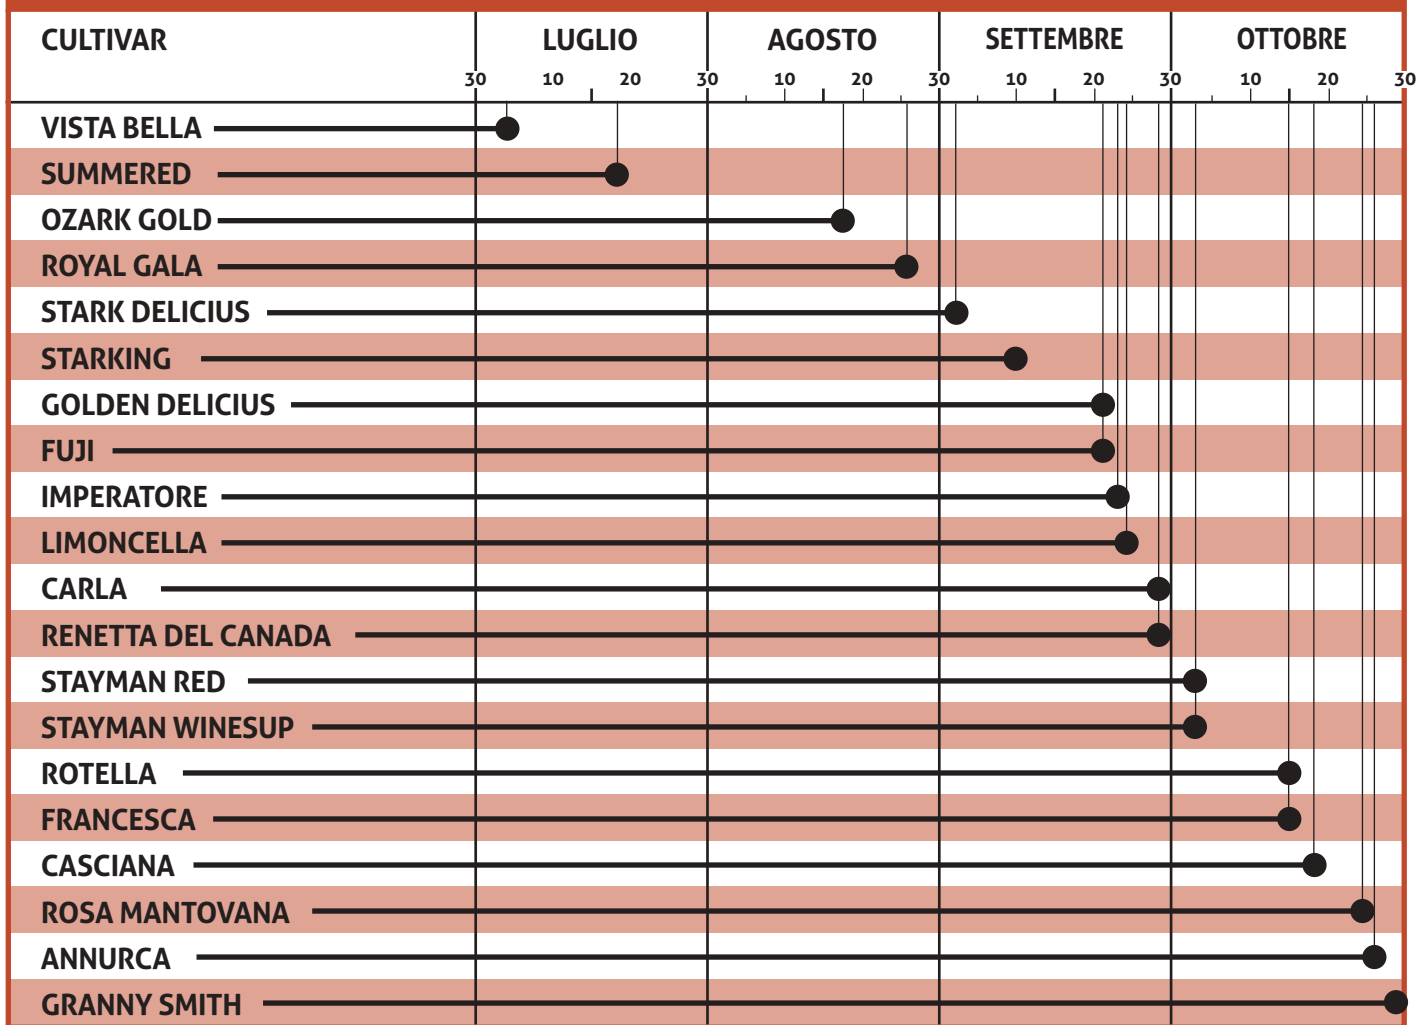 CULTIVAR LUGLIO AGOSTO SETTEMBRE OTTOBRE
30 10 20 30 10 20 30 10 20 30 10 20 30
VISTA BELLA
SUMMERED
OZARK GOLD
ROYAL GALA
STARK DELICIUS
STARKING
GOLDEN DELICIUS
FUJI
IMPERATORE
LIMONCELLA
CARLA
RENETTA DEL CANADA
STAYMAN RED
STAYMAN WINESUP
ROTELLA
FRANCESCA
CASCIANA
ROSA MANTOVANA
ANNURCA
GRANNY SMITH